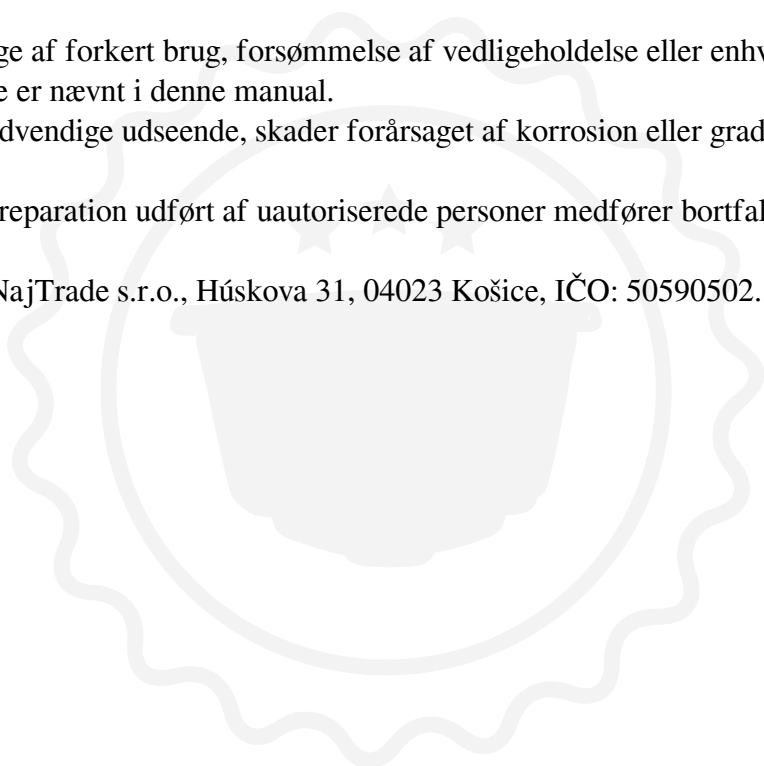 ge af forkert brug, forsømmelse af vedligeholdelse eller enhv
e er nævnt i denne manual.
dvendige udseende, skader forårsaget af korrosion eller grad
reparation udført af uautoriserede personer medfører bortfal
NajTrade s.r.o., Húskova 31, 04023 Košice, IČO: 50590502.